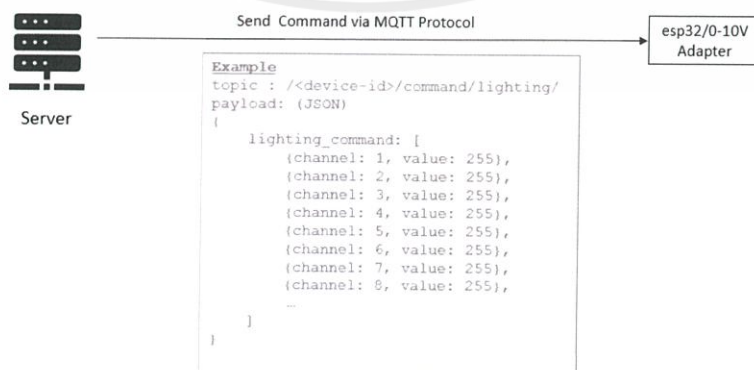 Send Command via MQTT Protocol
esp32/0-10V
Adapter
Server
Example
topic : /<device-id>/command/lighting/
payload: (JSON)
{
lighting_command: [
{channel: 1, value: 255},
{channel: 2, value: 255},
{channel: 3, value: 255},
{channel: 4, value: 255},
{channel: 5, value: 255},
{channel: 6, value: 255},
{channel: 7, value: 255},
{channel: 8, value: 255},
…
]
}